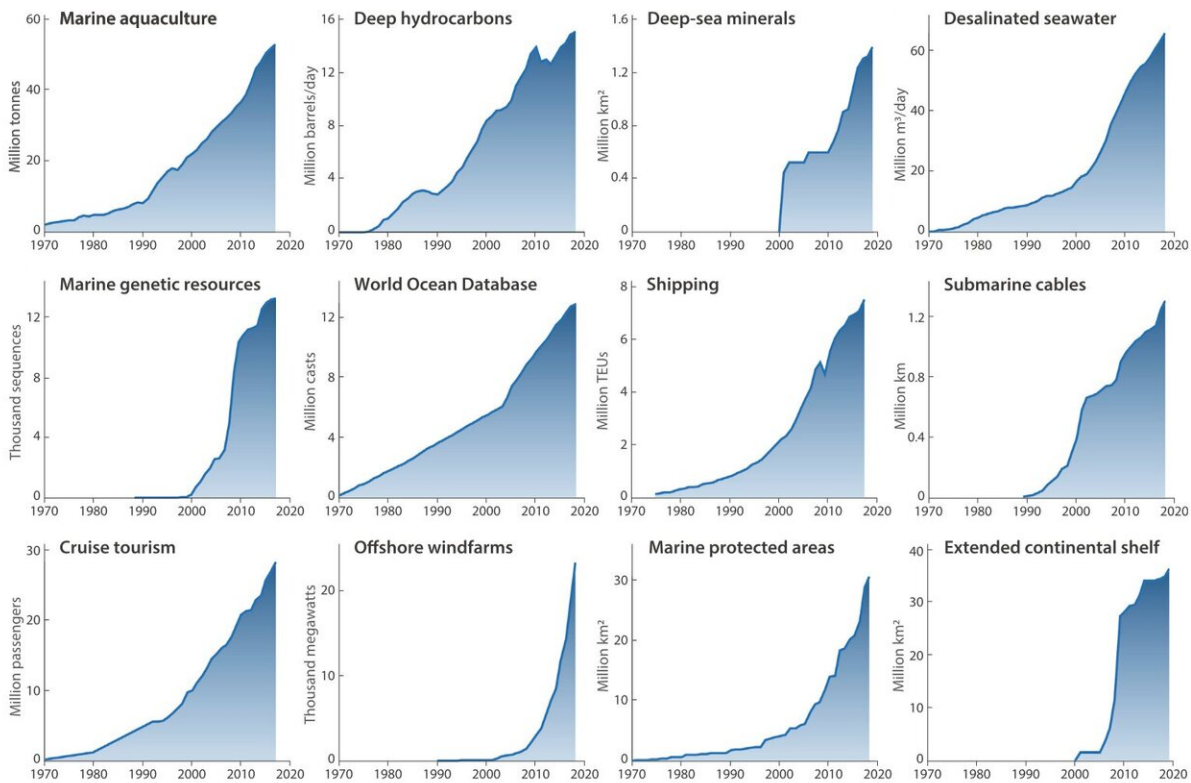 Marine aquaculture
Million tonnes
60
40
20
0
1970 1980 1990 2000 2010 2020
Deep hydrocarbons
Million barrels/day
16
12
8
4
0
1970 1980 1990 2000 2010 2020
Deep-sea minerals
Million km²
1.6
1.2
0.8
0.4
0
1970 1980 1990 2000 2010 2020
Desalinated seawater
Million m³/day
60
40
20
0
1970 1980 1990 2000 2010 2020
Marine genetic resources
Thousand sequences
12
8
4
0
1970 1980 1990 2000 2010 2020
World Ocean Database
Million casts
12
8
4
0
1970 1980 1990 2000 2010 2020
Shipping
Million TEUs
8
6
4
2
0
1970 1980 1990 2000 2010 2020
Submarine cables
Million km
1.2
0.8
0.4
0
1970 1980 1990 2000 2010 2020
Cruise tourism
Million passengers
30
20
10
0
1970 1980 1990 2000 2010 2020
Offshore windfarms
Thousand megawatts
20
10
0
1970 1980 1990 2000 2010 2020
Marine protected areas
Million km²
30
20
10
0
1970 1980 1990 2000 2010 2020
Extended continental shelf
Million km²
40
30
20
10
0
1970 1980 1990 2000 2010 2020